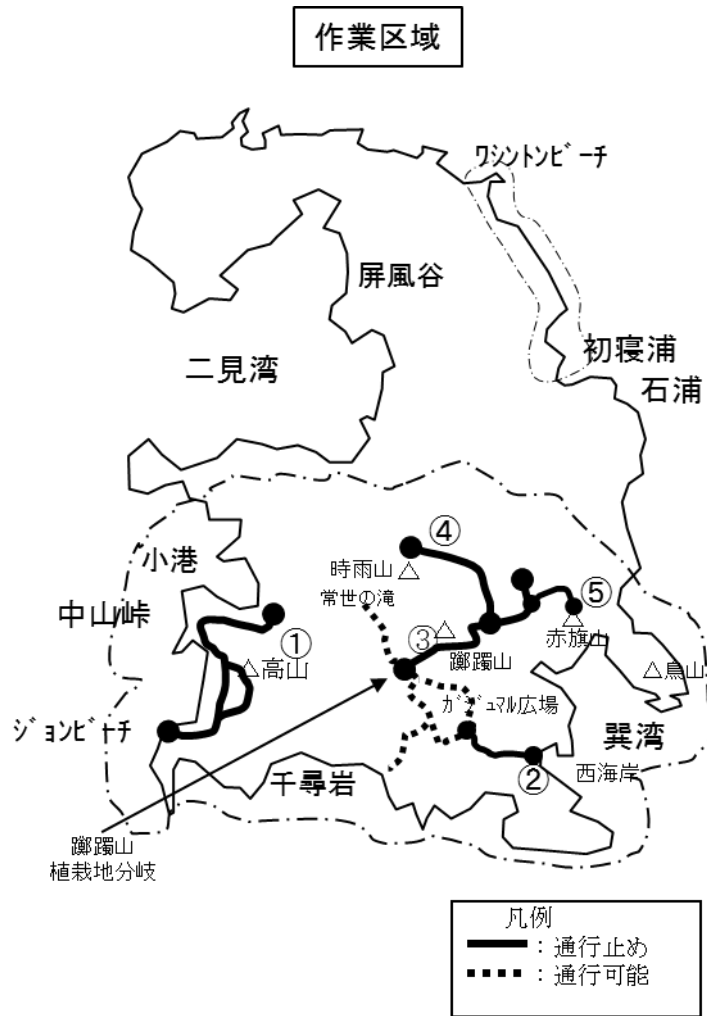 作業区域
ワシントンビーチ
屏風谷
初寝浦
二見湾
石浦
④
小港
時雨山
⑤
常世の滝
中山峠
①
③
赤旗山
高山
躑躅山
鳥山
ガジュマル広場
ジョンビーチ
巽湾
②
西海岸
千尋岩
躑躅山
植栽地分岐
凡例
：通行止め
：通行可能